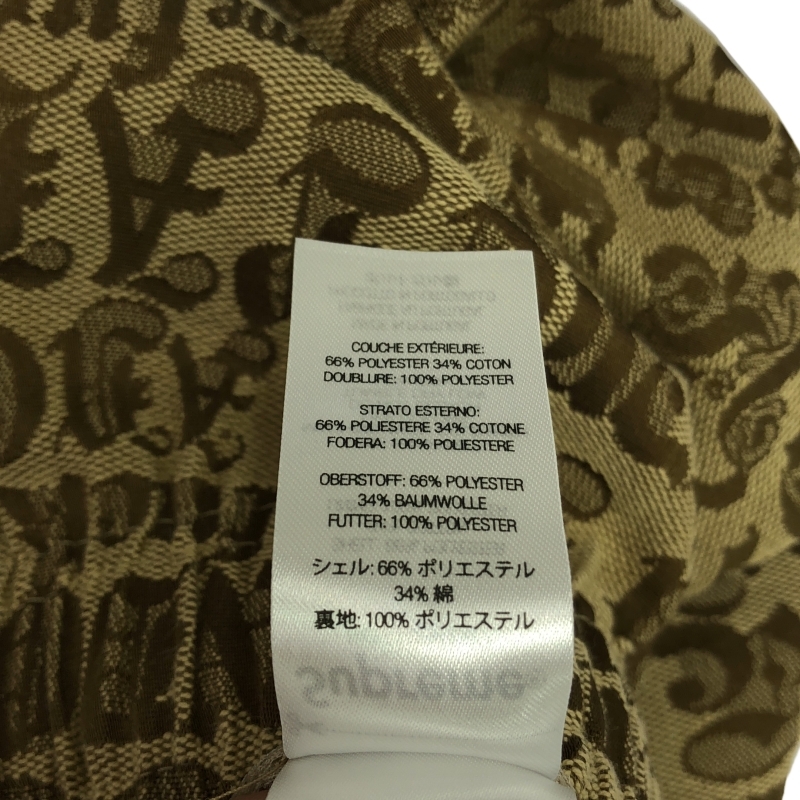 COUCHE EXTÉRIEURE:
66% POLYESTER 34% COTON
DOUBLURE: 100% POLYESTER
STRATO ESTERNO:
66% POLIESTERE 34% COTONE
FODERA: 100% POLIESTERE
OBERSTOFF: 66% POLYESTER
34% BAUMWOLLE
FUTTER: 100% POLYESTER
シェル: 66% ポリエステル
34% 綿
裏地: 100% ポリエステル
Supreme